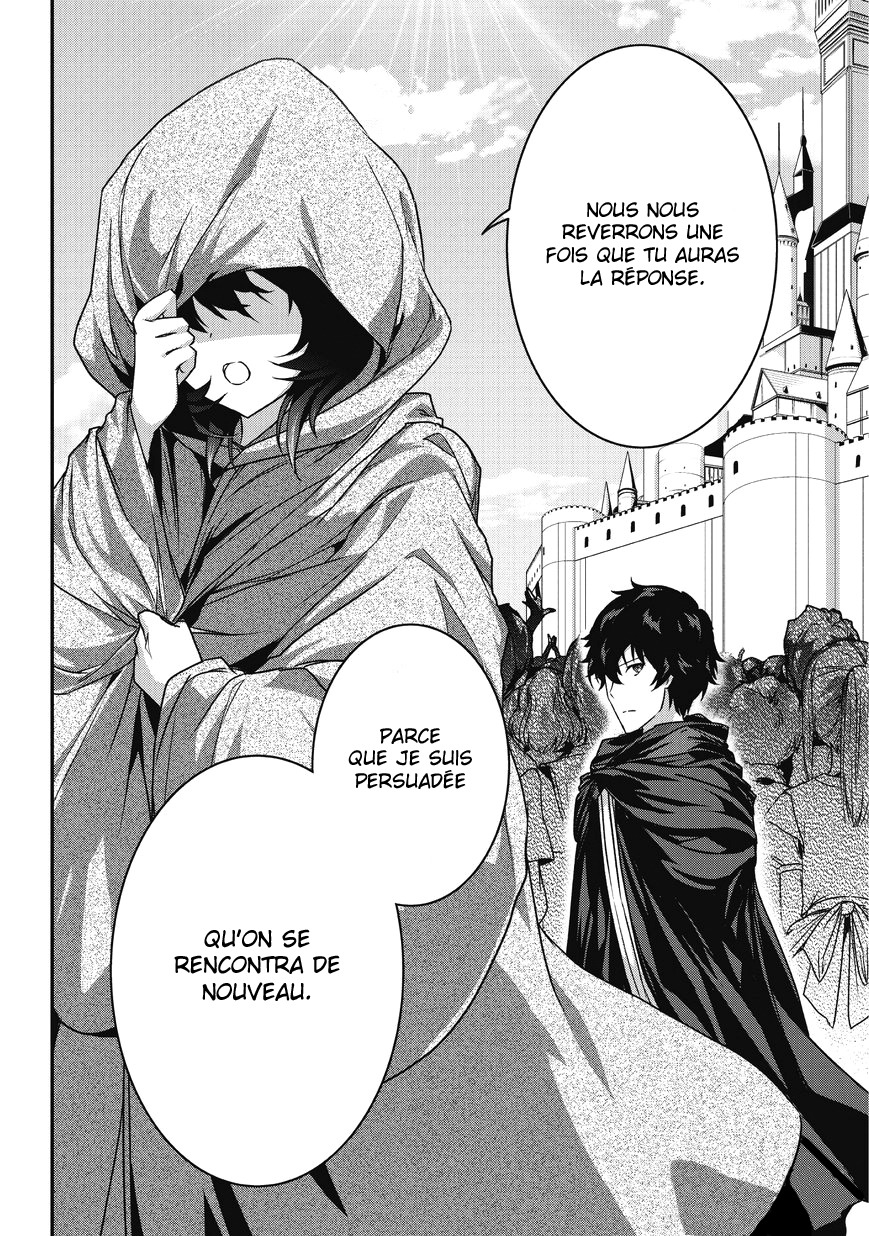 NOUS NOUS
REVERRONS UNE
FOIS QUE TU AURAS
LA RÉPONSE.
PARCE
QUE JE SUIS
PERSUADÉE
QU'ON SE
RENCONTRA DE
NOUVEAU.